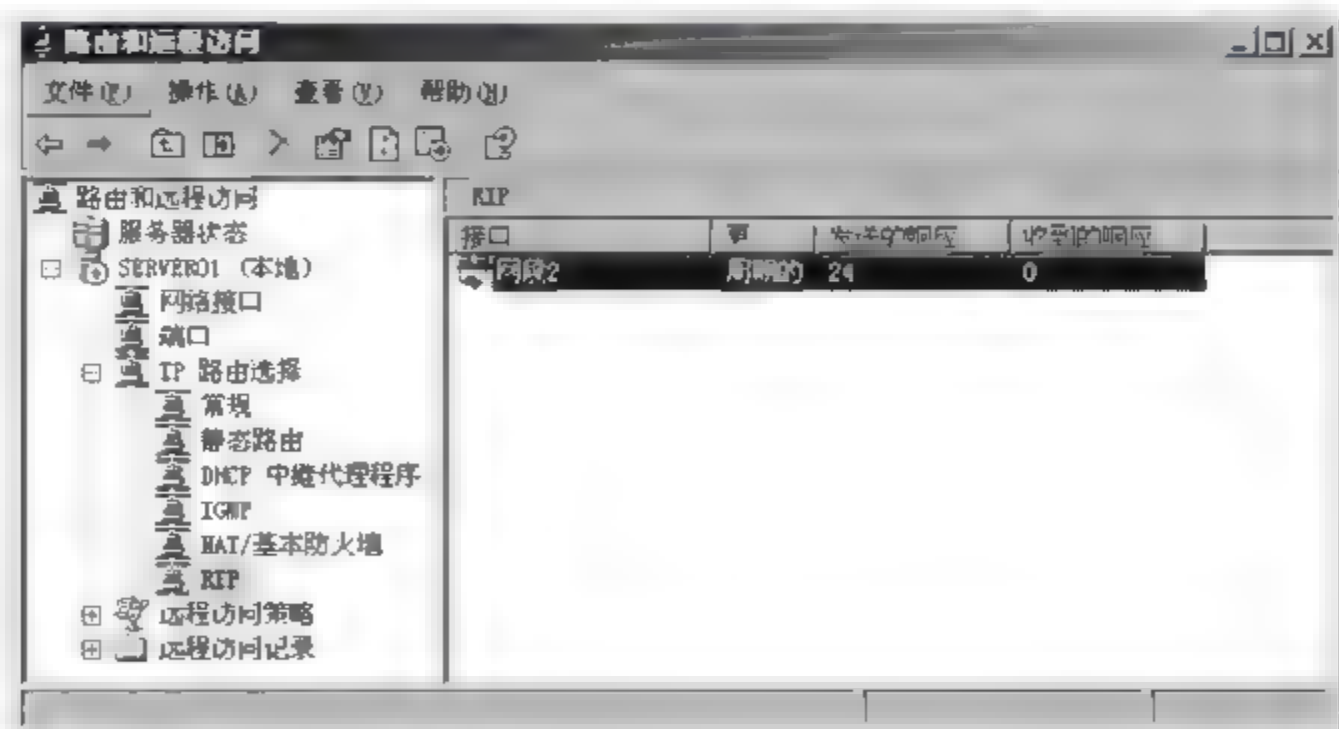 路由和远程访问
文件(F) 操作(A) 查看(V) 帮助(H)
路由和远程访问
服务器状态
SERVER01 (本地)
网络接口
端口
IP 路由选择
常规
静态路由
DHCP 中继代理程序
IGMP
NAT/基本防火墙
RIP
远程访问策略
远程访问记录
RIP
接口 更 发送的响应 收到的响应
网段2 周期的 24 0